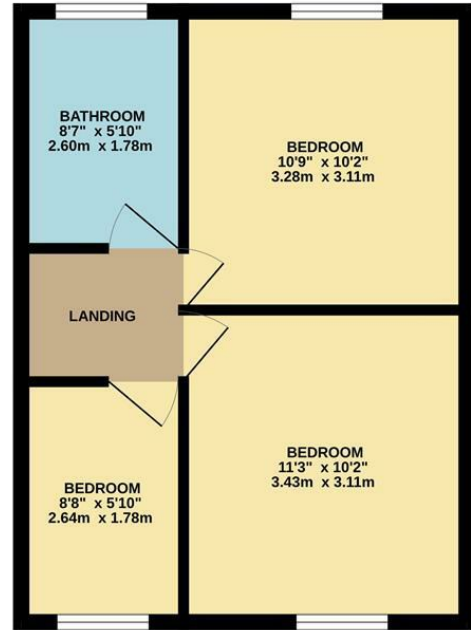 BATHROOM
8'7" x 5'10"
2.60m x 1.78m
BEDROOM
10'9" x 10'2"
3.28m x 3.11m
LANDING
BEDROOM
11'3" x 10'2"
3.43m x 3.11m
BEDROOM
8'8" x 5'10"
2.64m x 1.78m